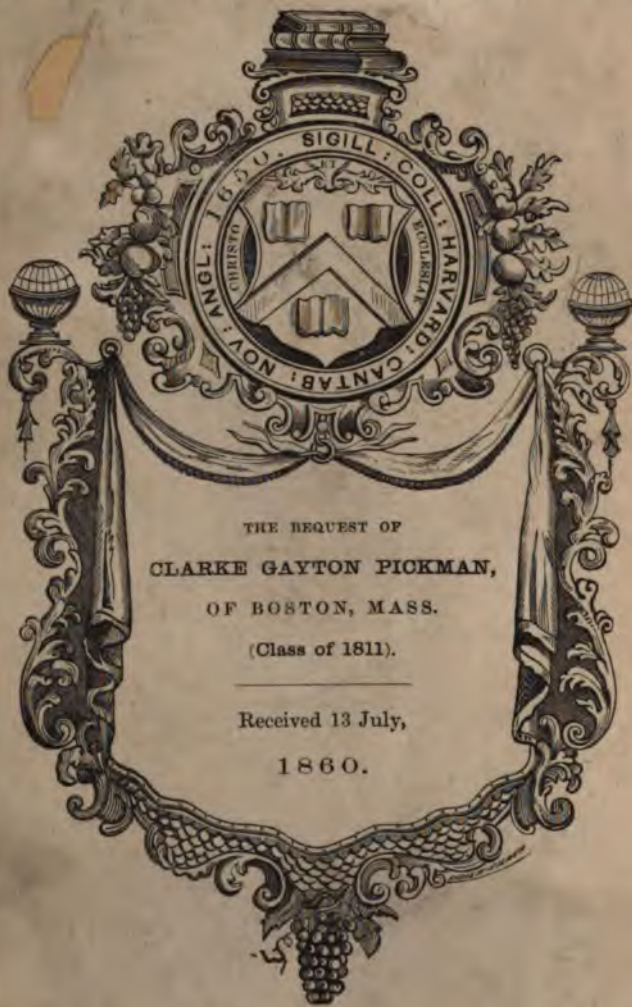 SIGILL : COLL : HARVARD : CANTAB : NOV : ANGL : 1650.
ET
CHRISTO
ECCLESIAE
THE BEQUEST OF
CLARKE GAYTON PICKMAN,
OF BOSTON, MASS.
(Class of 1811).
Received 13 July,
1860.